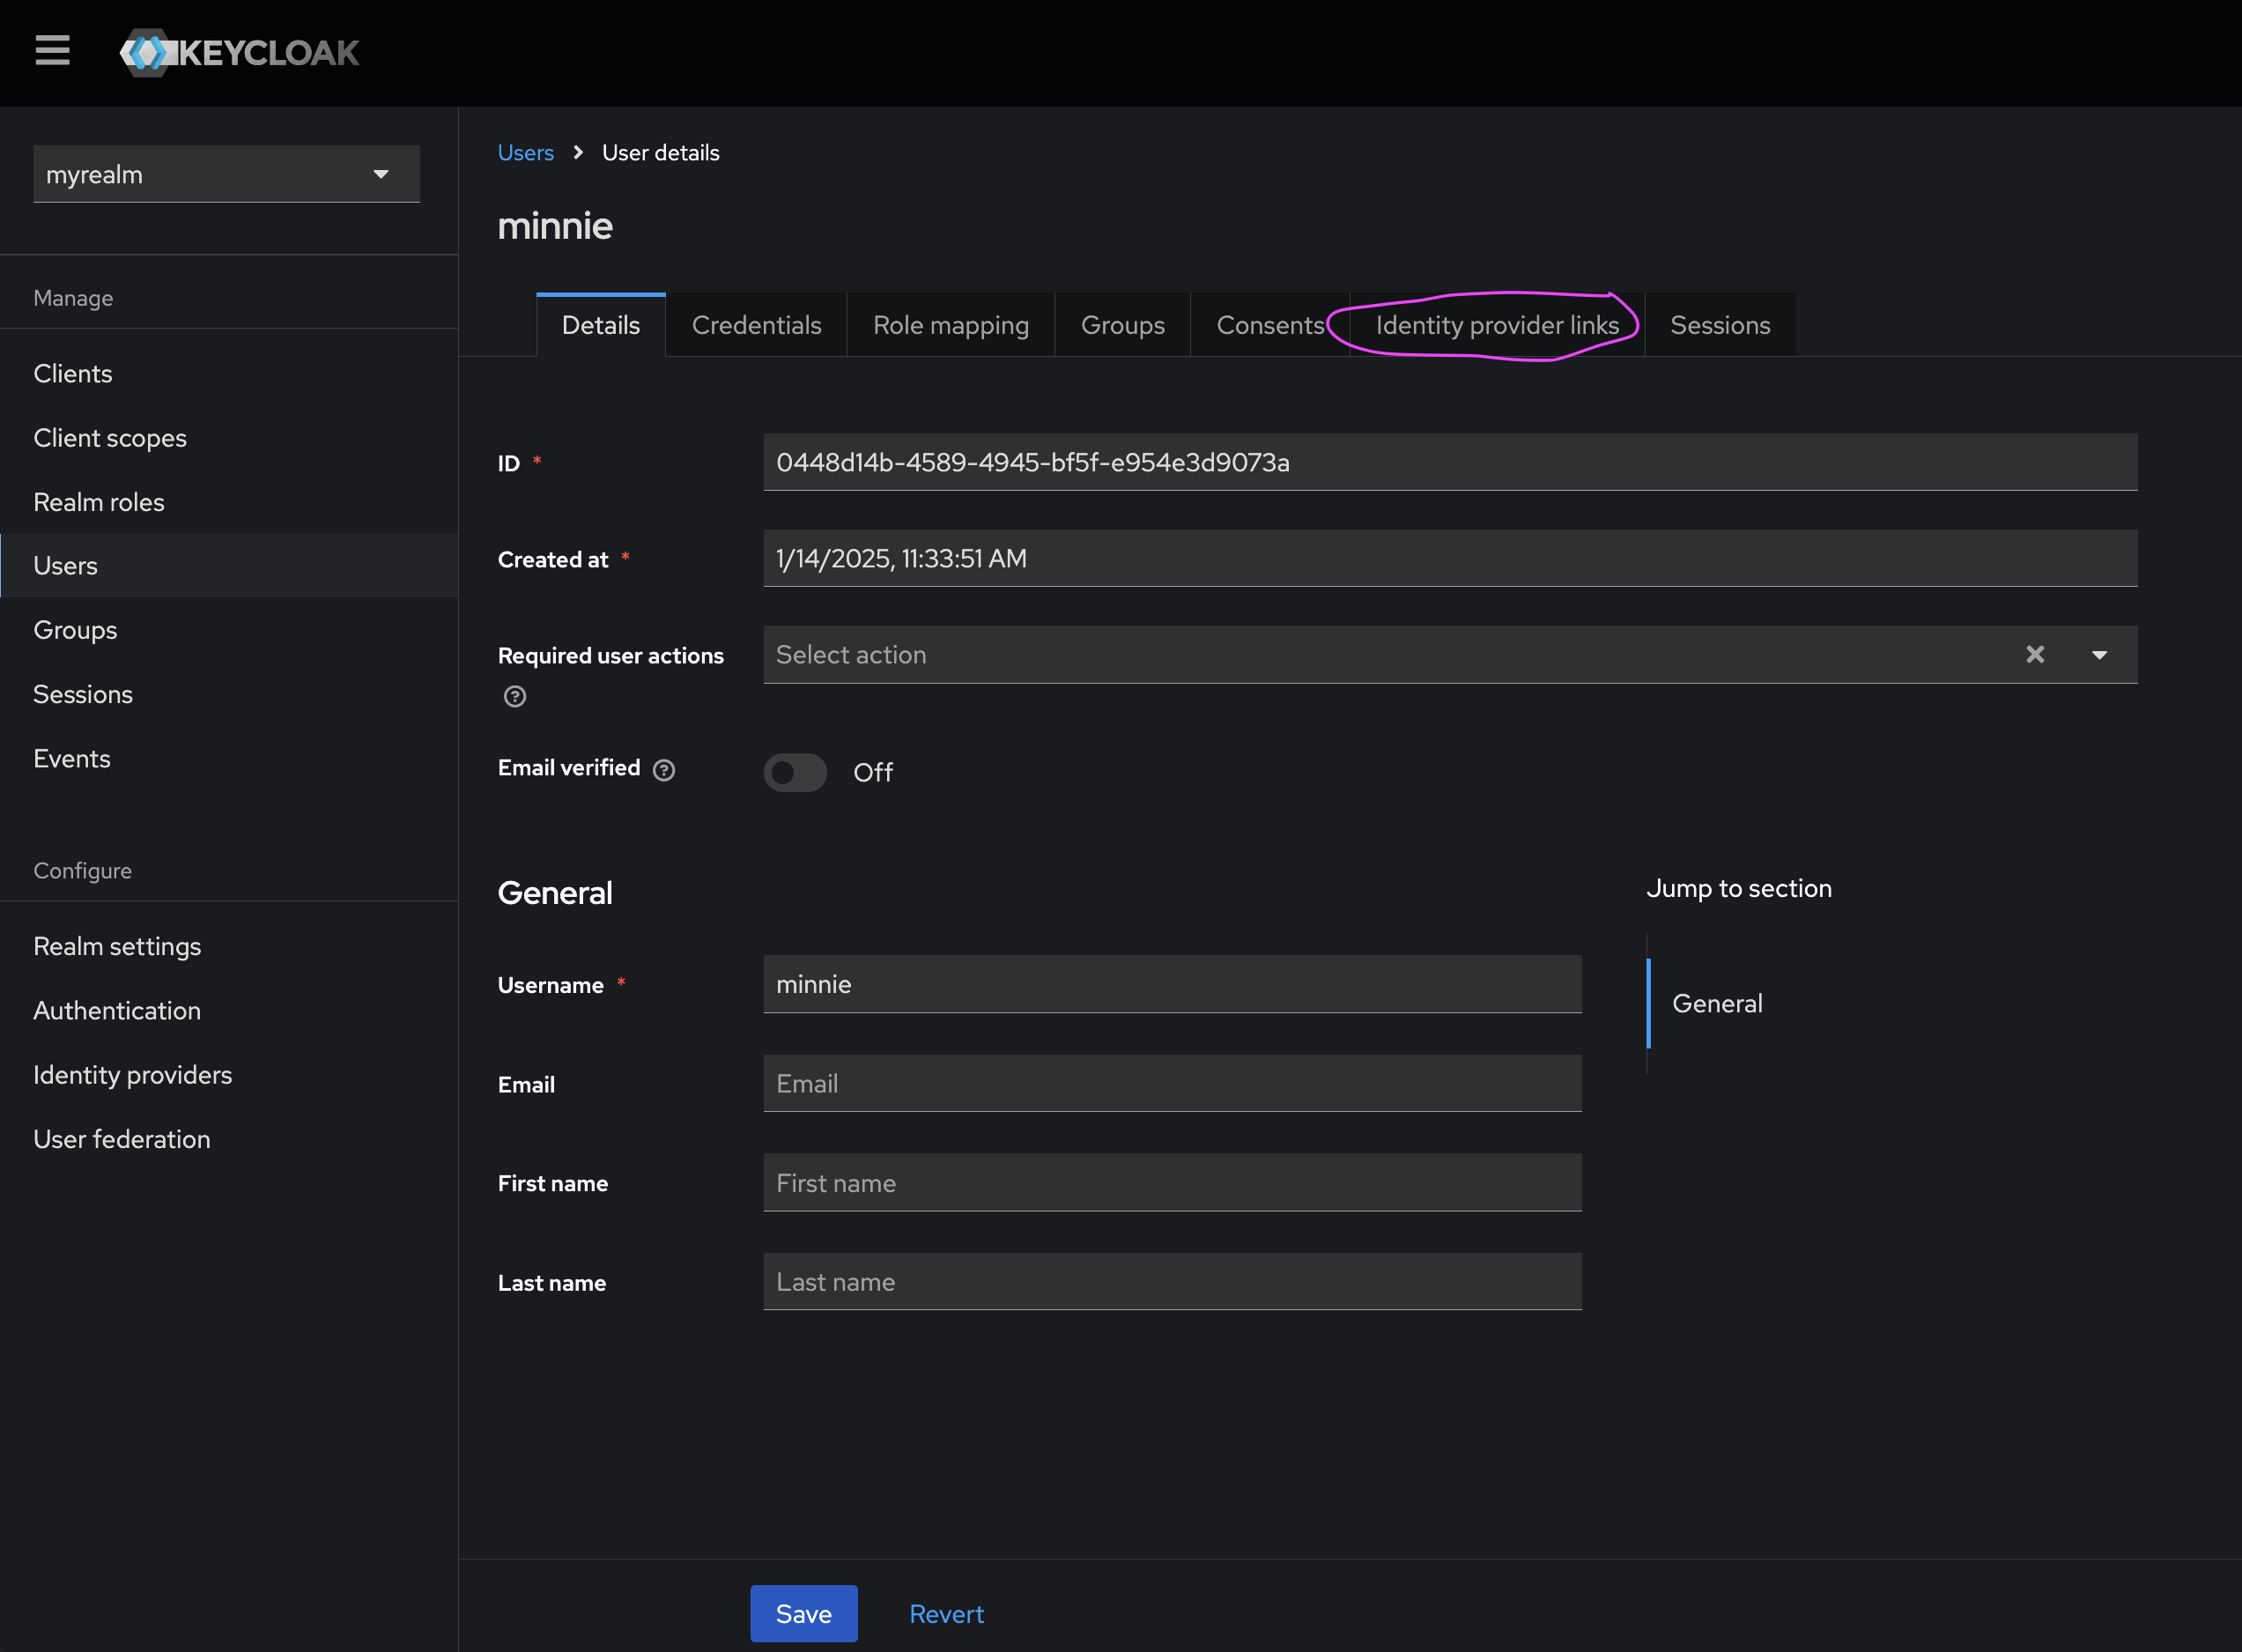 KEYCLOAK
myrealm
Manage
Clients
Client scopes
Realm roles
Users
Groups
Sessions
Events
Configure
Realm settings
Authentication
Identity providers
User federation
Users > User details
minnie
Details Credentials Role mapping Groups Consents Identity provider links Sessions
ID * 0448d14b-4589-4945-bf5f-e954e3d9073a
Created at * 1/14/2025, 11:33:51 AM
Required user actions ? Select action
Email verified ? Off
General
Username * minnie
Email Email
First name First name
Last name Last name
Jump to section
General
Save Revert